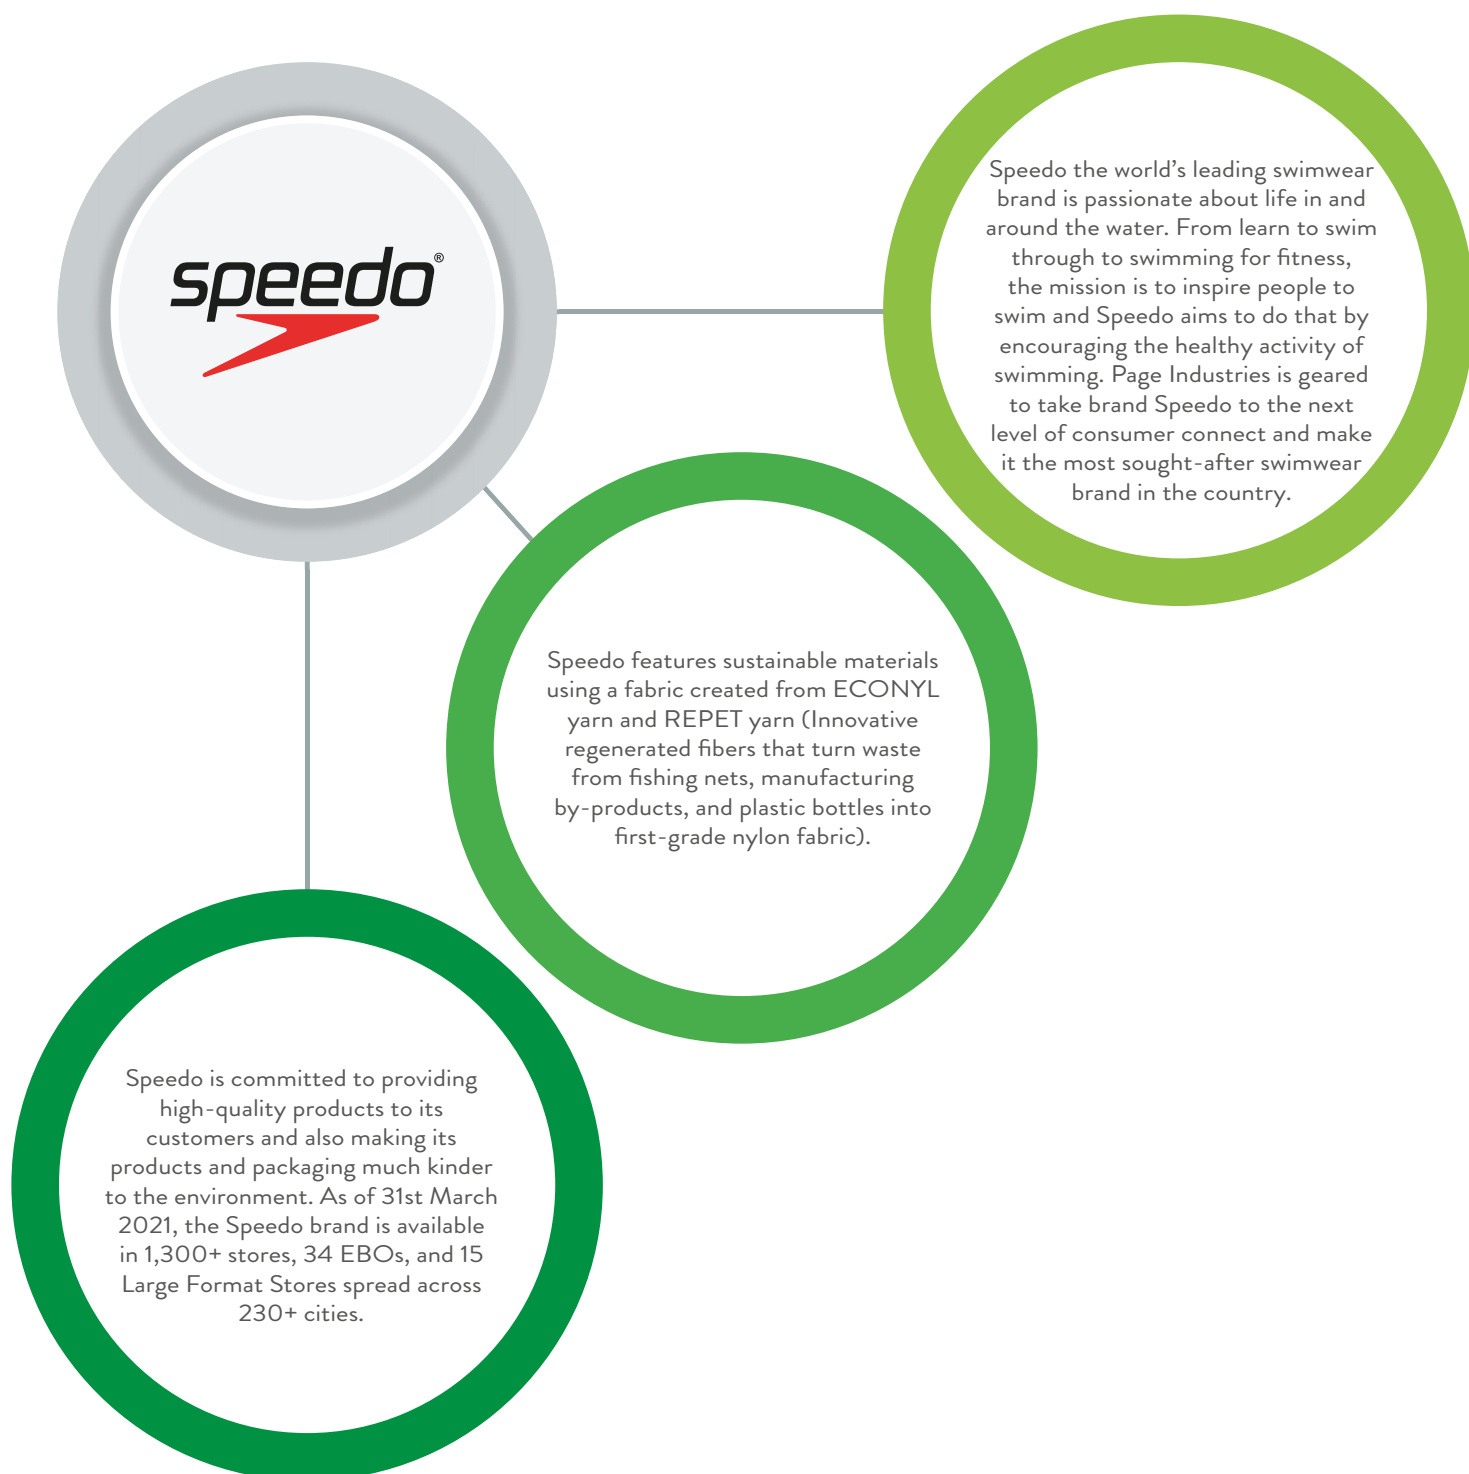 speedo®
Speedo the world's leading swimwear
brand is passionate about life in and
around the water. From learn to swim
through to swimming for fitness,
the mission is to inspire people to
swim and Speedo aims to do that by
encouraging the healthy activity of
swimming. Page Industries is geared
to take brand Speedo to the next
level of consumer connect and make
it the most sought-after swimwear
brand in the country.
Speedo features sustainable materials
using a fabric created from ECONYL
yarn and REPET yarn (Innovative
regenerated fibers that turn waste
from fishing nets, manufacturing
by-products, and plastic bottles into
first-grade nylon fabric).
Speedo is committed to providing
high-quality products to its
customers and also making its
products and packaging much kinder
to the environment. As of 31st March
2021, the Speedo brand is available
in 1,300+ stores, 34 EBOs, and 15
Large Format Stores spread across
230+ cities.